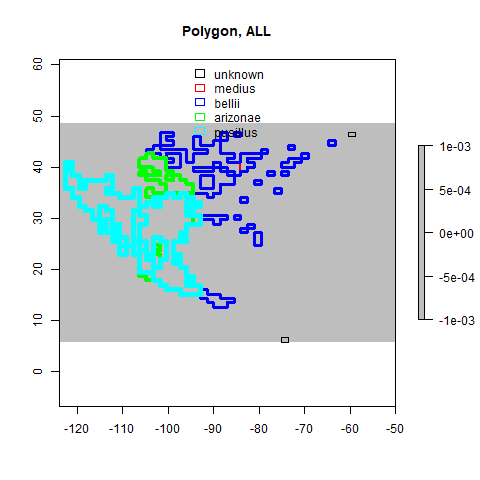 Polygon, ALL
unknown
medius
bellii
arizonae
pusillus
60
50
40
30
20
10
0
-120
-110
-100
-90
-80
-70
-60
-50
1e-03
5e-04
0e+00
-5e-04
-1e-03